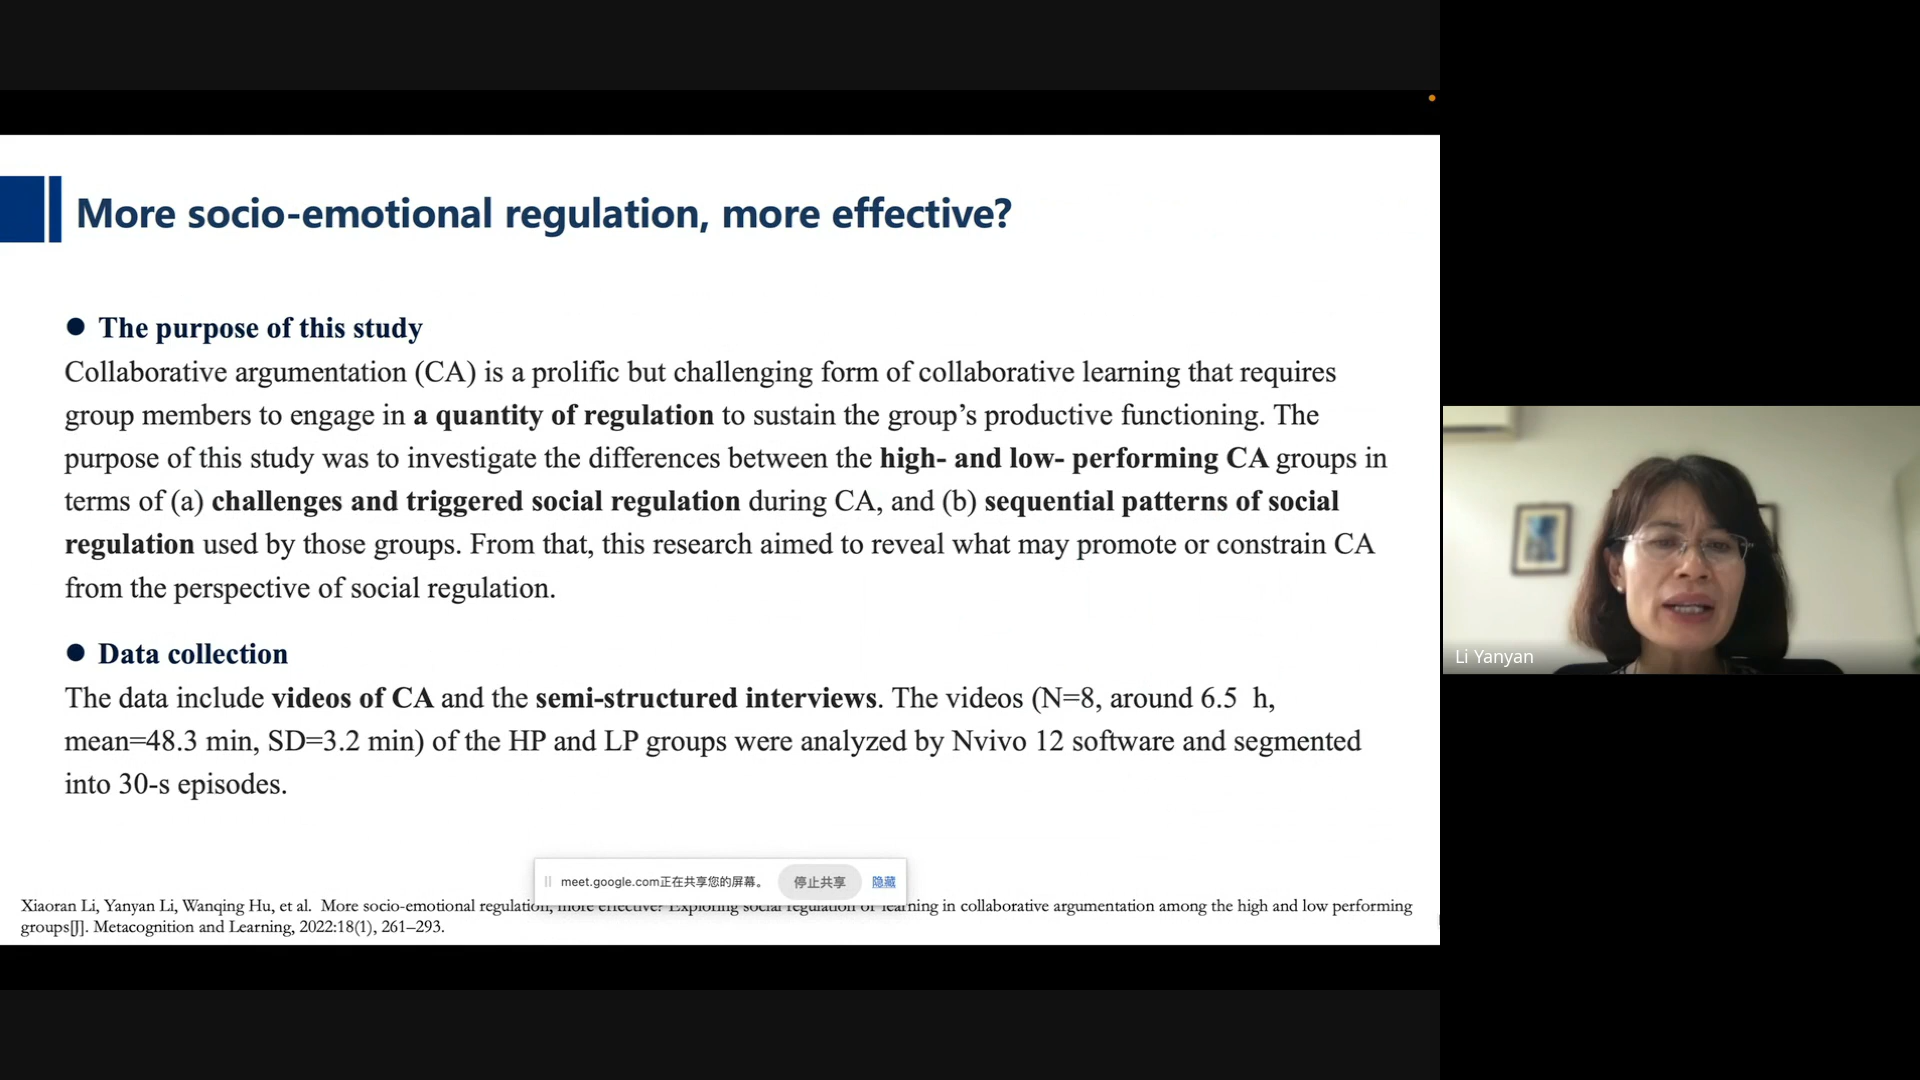 More socio-emotional regulation, more effective?
● The purpose of this study
Collaborative argumentation (CA) is a prolific but challenging form of collaborative learning that requires
group members to engage in a quantity of regulation to sustain the group’s productive functioning. The
purpose of this study was to investigate the differences between the high- and low- performing CA groups in
terms of (a) challenges and triggered social regulation during CA, and (b) sequential patterns of social
regulation used by those groups. From that, this research aimed to reveal what may promote or constrain CA
from the perspective of social regulation.
Li Yanyan
● Data collection
The data include videos of CA and the semi-structured interviews. The videos (N=8, around 6.5 h,
mean=48.3 min, SD=3.2 min) of the HP and LP groups were analyzed by Nvivo 12 software and segmented
into 30-s episodes.
meet.google.com正在共享您的屏幕。 停止共享 隐藏
Xiaoran Li, Yanyan Li, Wanqing Hu, et al. More socio-emotional regulation, more effective? Exploring social regulation of learning in collaborative argumentation among the high and low performing
groups[J]. Metacognition and Learning, 2022:18(1), 261–293.